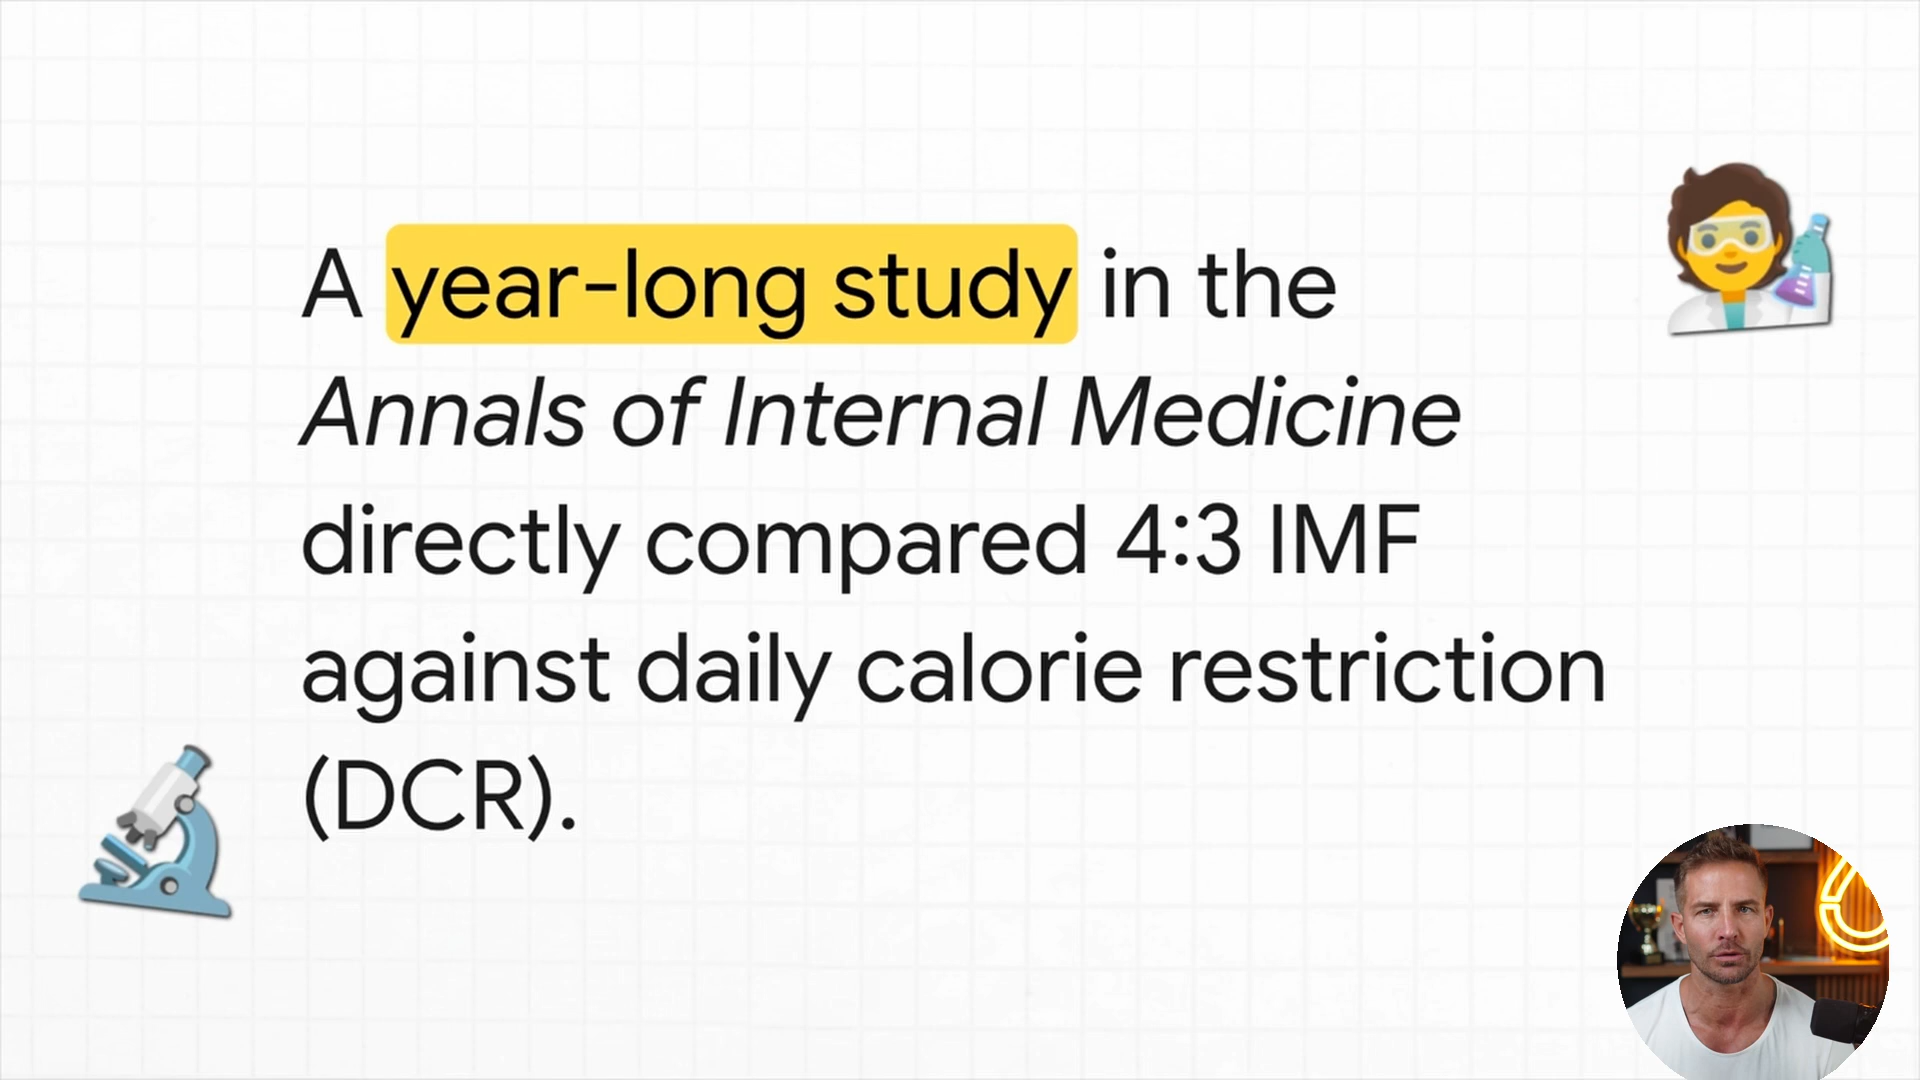 A year-long study in the
Annals of Internal Medicine
directly compared 4:3 IMF
against daily calorie restriction
(DCR).